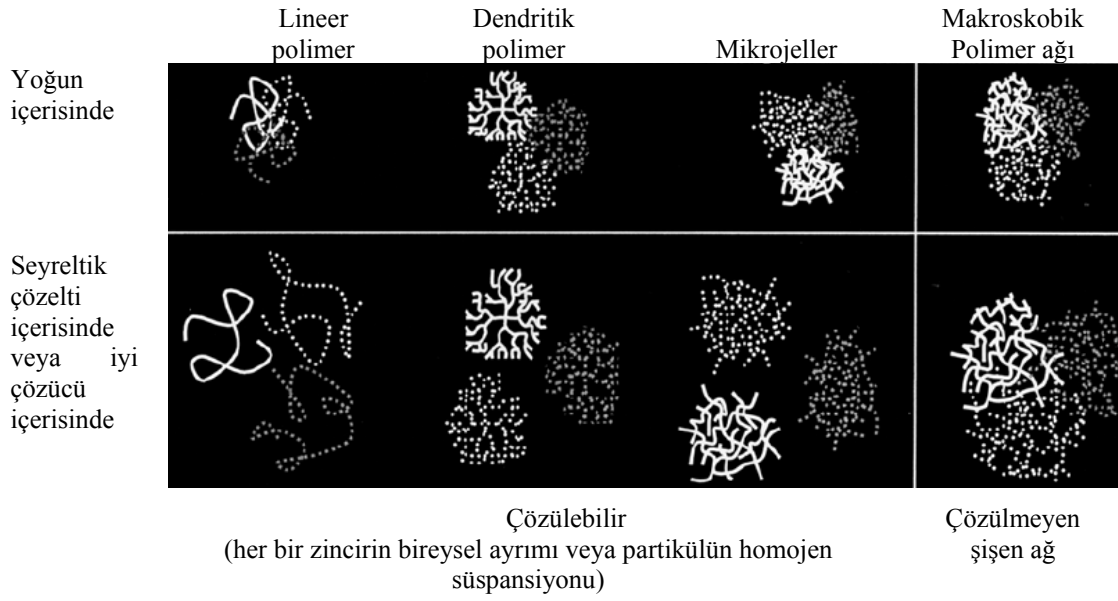 Lineer
polimer
Dendritik
polimer
Mikrojeller
Makroskobik
Polimer ağı
Yoğun
içerisinde
Seyreltik
çözelti
içerisinde
veya iyi
çözücü
içerisinde
Çözülebilir
(her bir zincirin bireysel ayrımı veya partikülün homojen
süspansiyonu)
Çözülmeyen
şişen ağ